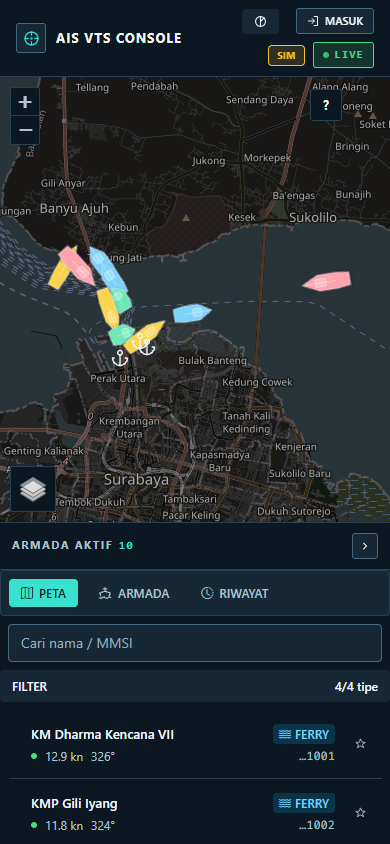 AIS VTS CONSOLE
MASUK
SIM
LIVE
+
−
?
Tellang
Pendabah
Alang Alang
Sendang Daya
Soket
Bringin
Jukong
Morkepek
Gili Anyar
Ba'engas
Bunajih
Banyu Ajuh
Kesek
Sukolilo
Kebun
ung Jati
Bulak Banteng
Perak Utara
Kedung Cowek
Krembangan
Utara
Tanah Kali
Kedinding
Genting Kalianak
Kapasmadya
Baru
Kenjeran
Sukolilo Baru
Surabaya
Tembok Dukuh
Tambaksari
Pacar Keling
Dukuh Sutorejo
ARMADA AKTIF 10
PETA
ARMADA
RIWAYAT
Cari nama / MMSI
FILTER
4/4 tipe
KM Dharma Kencana VII
FERRY
12.9 kn 326°
…1001
KMP Gili Iyang
FERRY
11.8 kn 324°
…1002